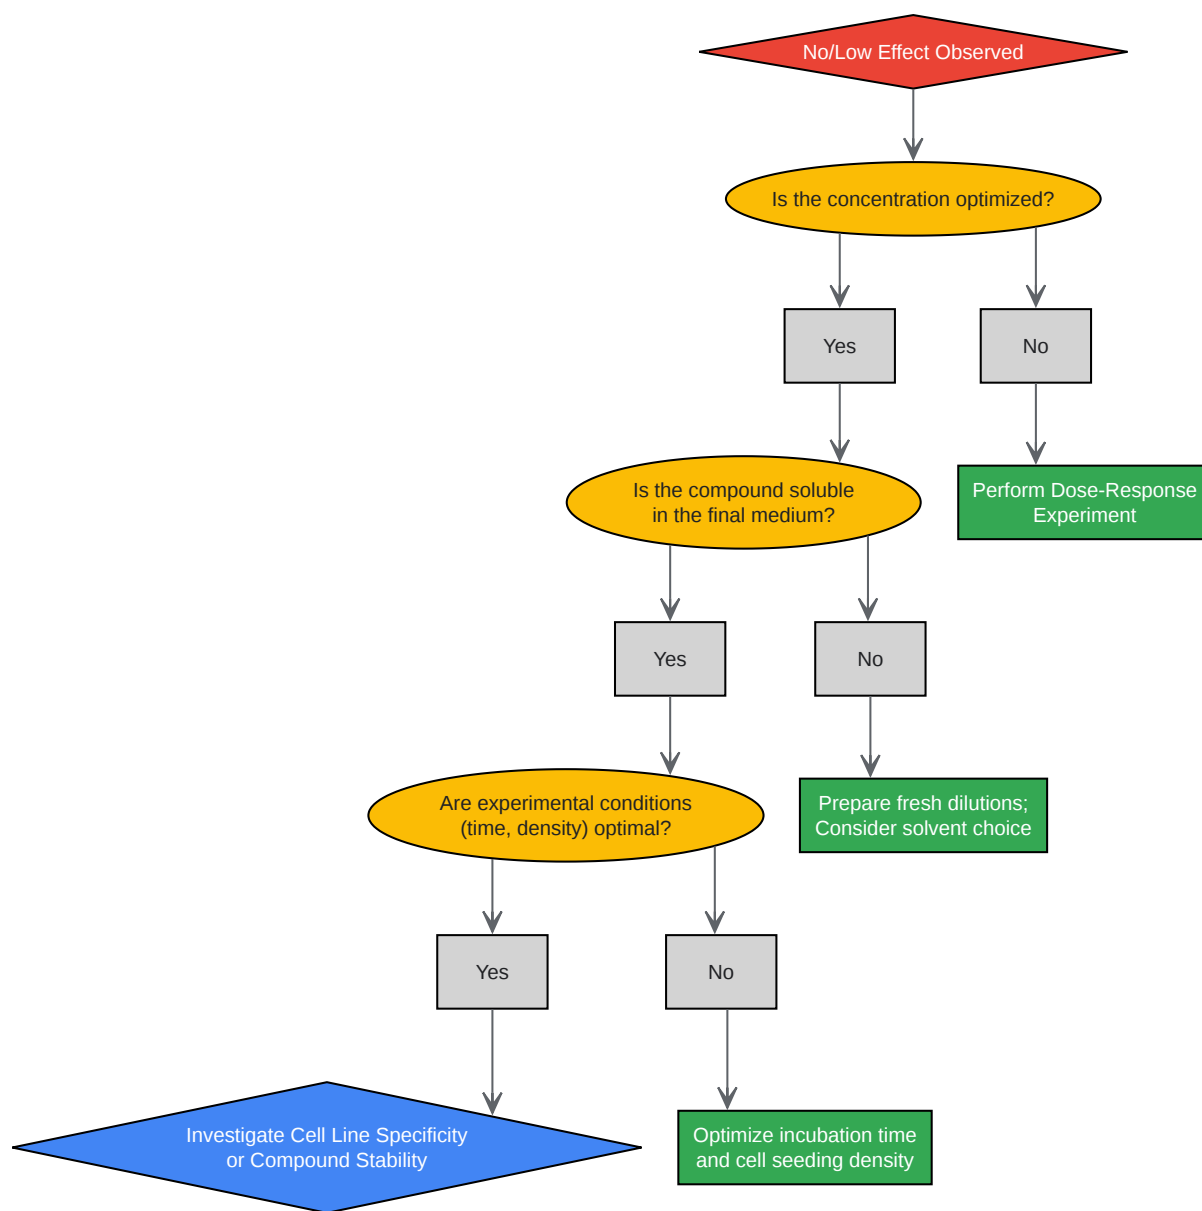 No/Low Effect Observed
Is the concentration optimized?
Yes
No
Is the compound soluble
in the final medium?
Perform Dose-Response
Experiment
Yes
No
Are experimental conditions
(time, density) optimal?
Prepare fresh dilutions;
Consider solvent choice
Yes
No
Investigate Cell Line Specificity
or Compound Stability
Optimize incubation time
and cell seeding density